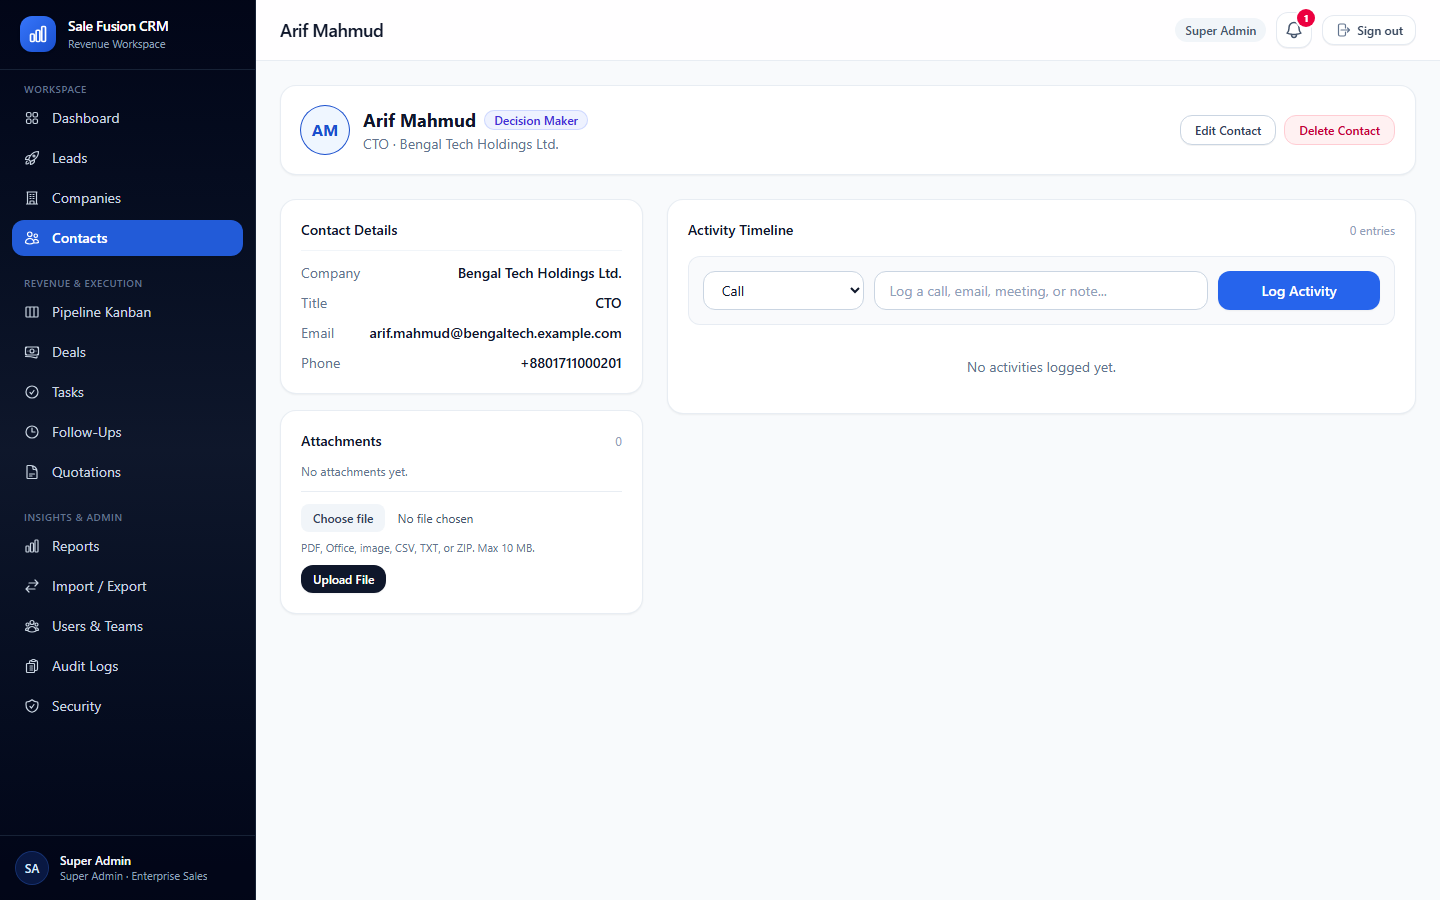 Sale Fusion CRM
Revenue Workspace
WORKSPACE
Dashboard
Leads
Companies
Contacts
REVENUE & EXECUTION
Pipeline Kanban
Deals
Tasks
Follow-Ups
Quotations
INSIGHTS & ADMIN
Reports
Import / Export
Users & Teams
Audit Logs
Security
SA
Super Admin
Super Admin · Enterprise Sales
Arif Mahmud
Super Admin
1
Sign out
AM
Arif Mahmud
Decision Maker
CTO · Bengal Tech Holdings Ltd.
Edit Contact
Delete Contact
Contact Details
Company Bengal Tech Holdings Ltd.
Title CTO
Email arif.mahmud@bengaltech.example.com
Phone +8801711000201
Attachments 0
No attachments yet.
Choose file No file chosen
PDF, Office, image, CSV, TXT, or ZIP. Max 10 MB.
Upload File
Activity Timeline 0 entries
Call
Log a call, email, meeting, or note...
Log Activity
No activities logged yet.